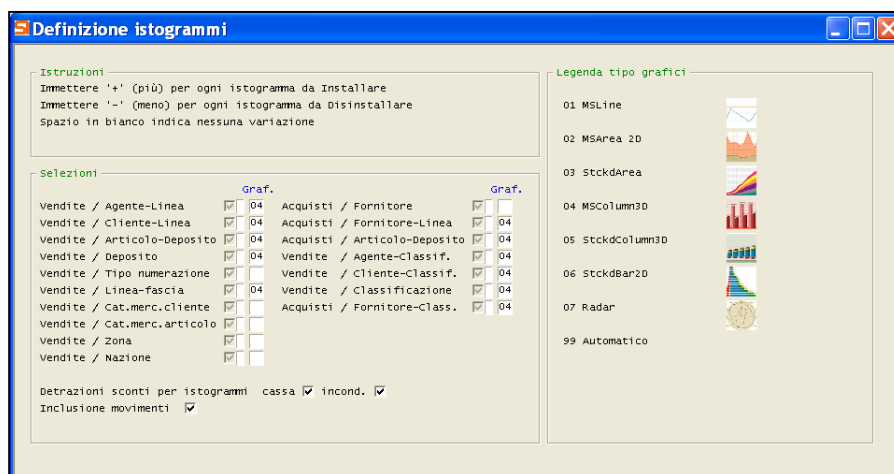 Definizione istogrammi
Istruzioni
Immettere '+' (più) per ogni istogramma da Installare
Immettere '-' (meno) per ogni istogramma da Disinstallare
Spazio in bianco indica nessuna variazione
Selezioni
Graf. Graf.
Vendite / Agente-Linea 04 Acquisti / Fornitore
Vendite / Cliente-Linea 04 Acquisti / Fornitore-Linea 04
Vendite / Articolo-Deposito 04 Acquisti / Articolo-Deposito 04
Vendite / Deposito 04 Vendite / Agente-Classif. 04
Vendite / Tipo numerazione Vendite / Cliente-Classif. 04
Vendite / Linea-fascia 04 Vendite / Classificazione 04
Vendite / Cat.merc.cliente Acquisti / Fornitore-Class. 04
Vendite / Cat.merc.articolo
Vendite / Zona
Vendite / Nazione
Detrazioni sconti per istogrammi cassa incond.
Inclusione movimenti
Legenda tipo grafici
01 MSLine
02 MSArea 2D
03 StckdArea
04 MSColumn3D
05 StckdColumn3D
06 StckdBar2D
07 Radar
99 Automatico